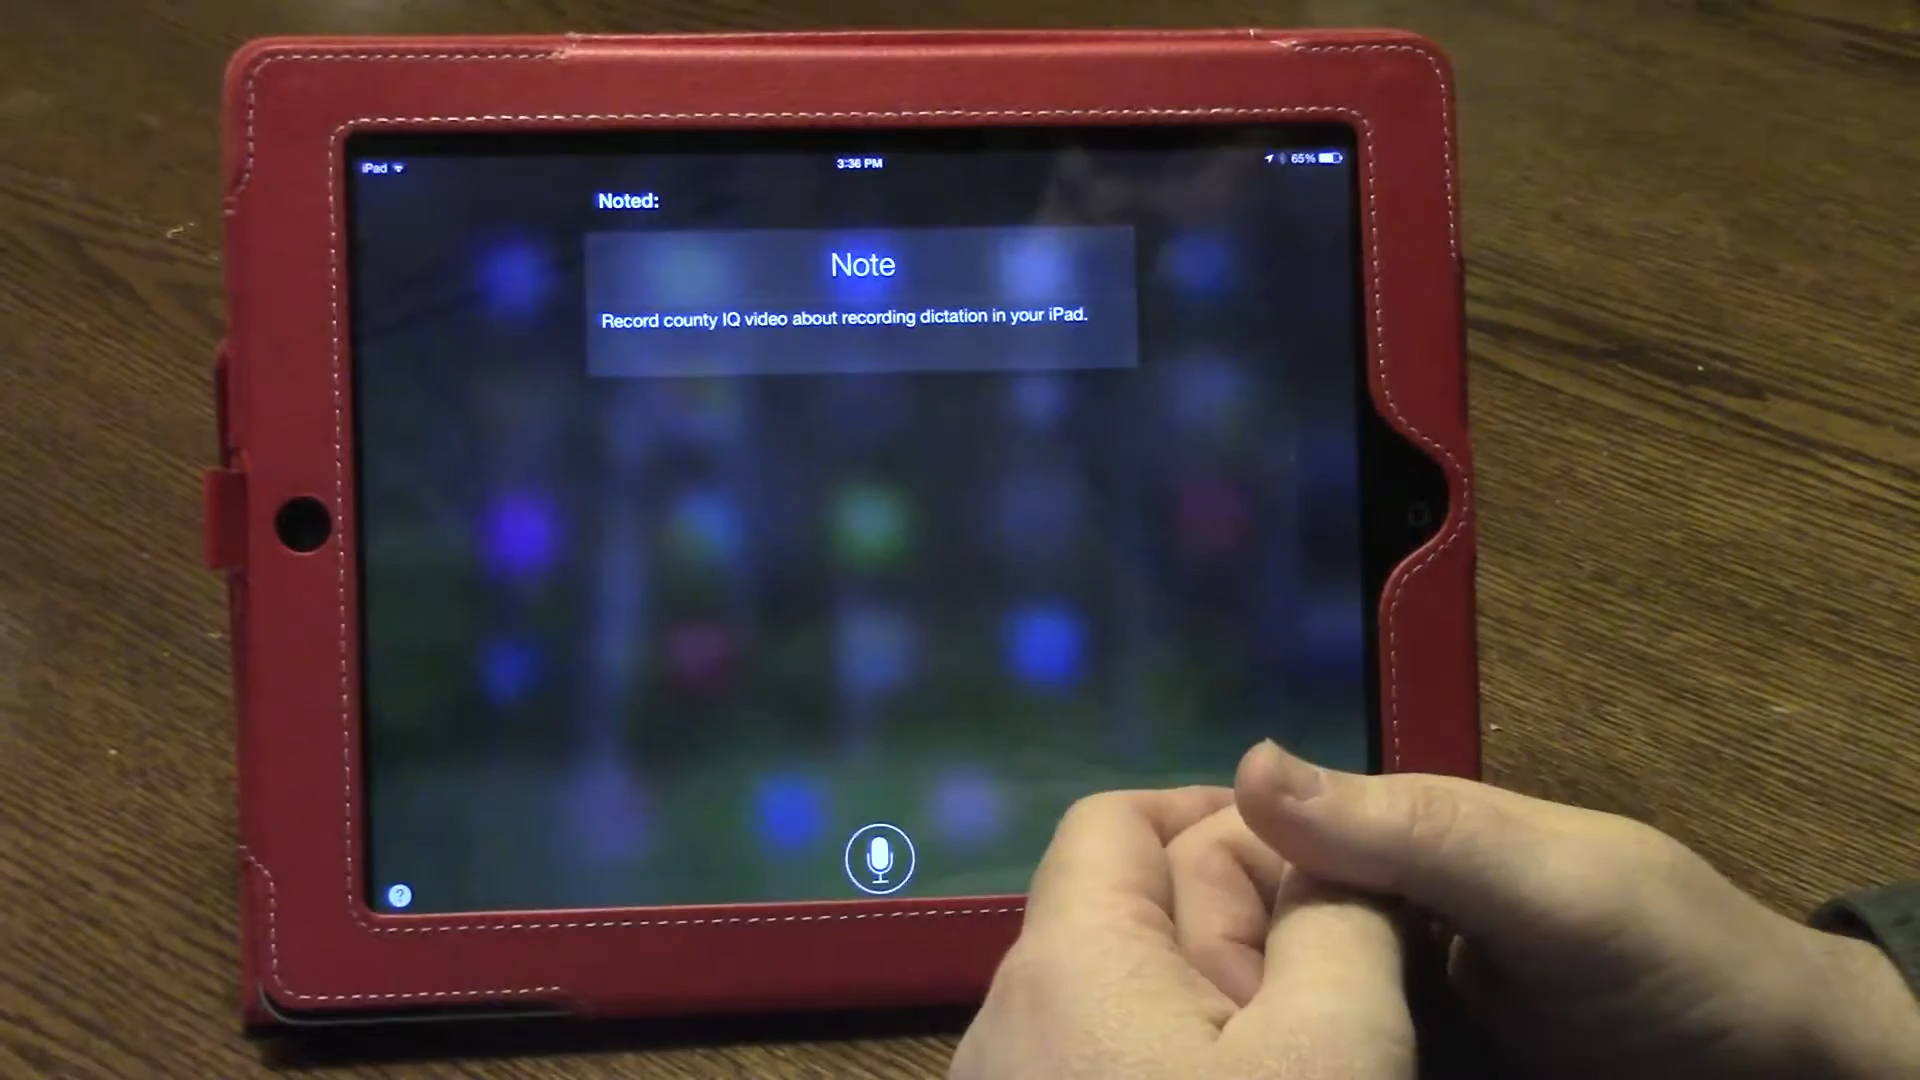 iPad
3:36 PM
65%
Noted:
Note
Record county IQ video about recording dictation in your iPad.
?